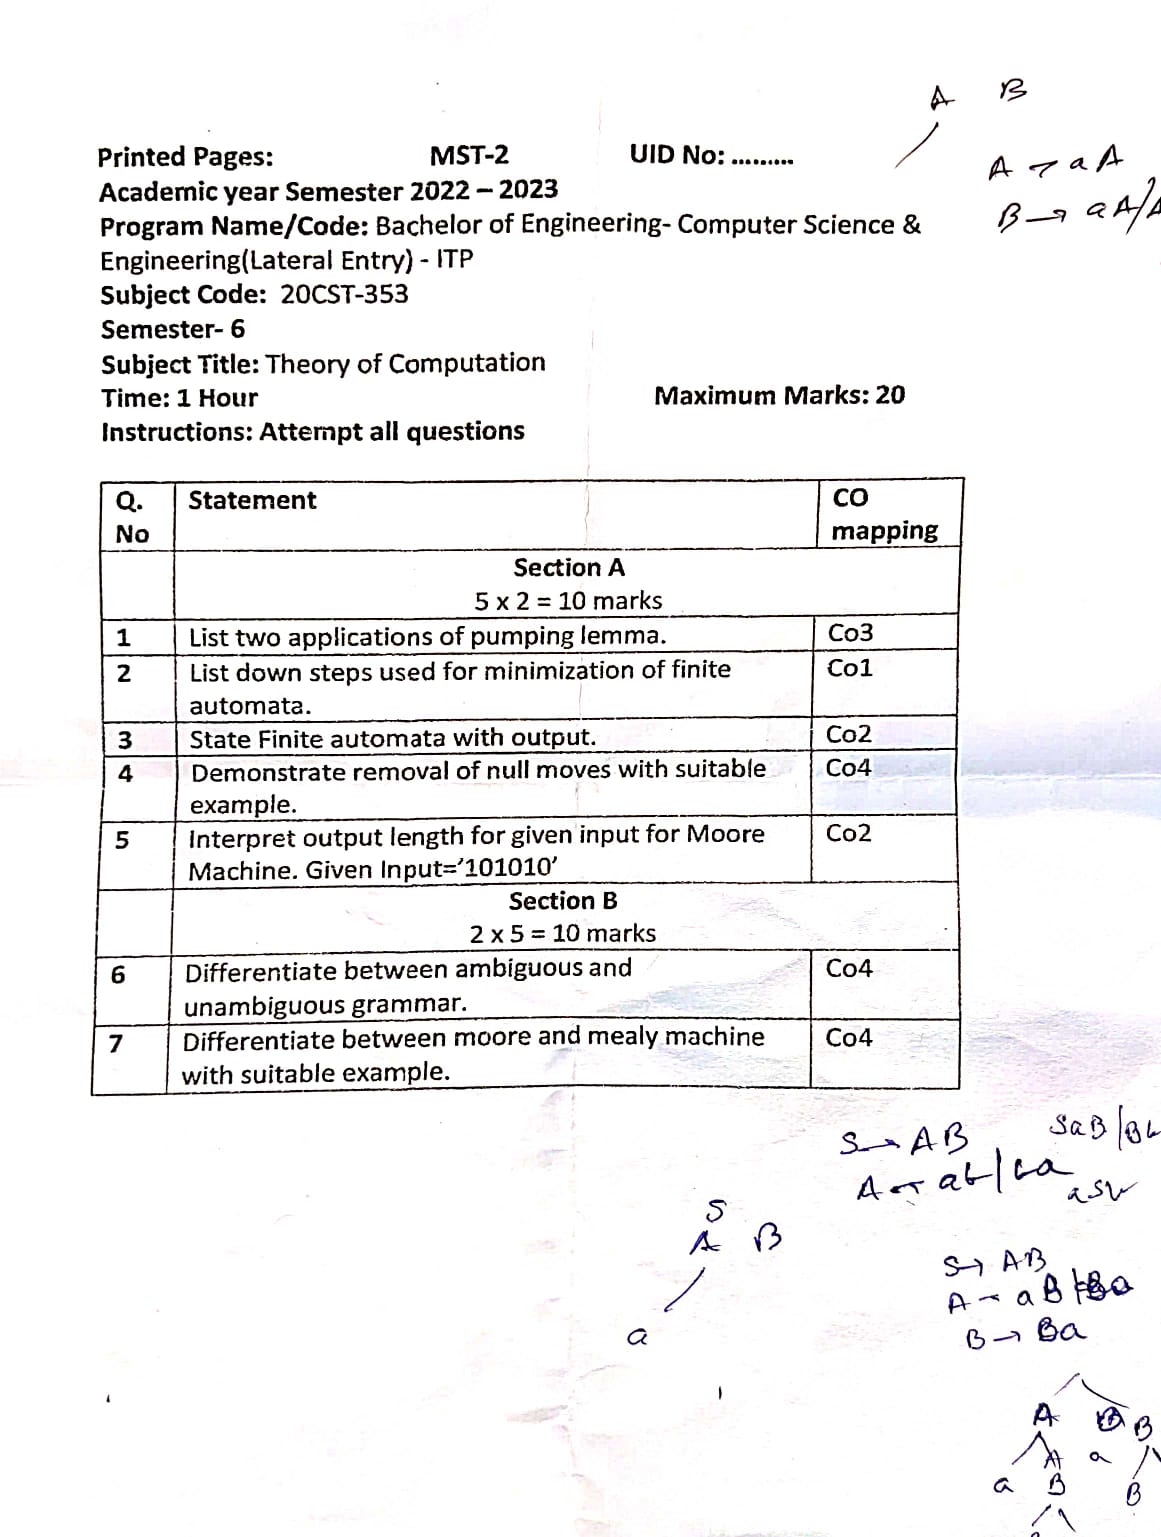 A B
Printed Pages: MST-2 UID No: .........
A → aA
Academic year Semester 2022 – 2023
B → aA/
Program Name/Code: Bachelor of Engineering- Computer Science &
Engineering(Lateral Entry) - ITP
Subject Code: 20CST-353
Semester- 6
Subject Title: Theory of Computation
Time: 1 Hour Maximum Marks: 20
Instructions: Attempt all questions
Q. Statement CO
No mapping
Section A
5 x 2 = 10 marks
1 List two applications of pumping lemma. Co3
2 List down steps used for minimization of finite Co1
automata.
3 State Finite automata with output. Co2
4 Demonstrate removal of null moves with suitable Co4
example.
5 Interpret output length for given input for Moore Co2
Machine. Given Input=’101010’
Section B
2 x 5 = 10 marks
6 Differentiate between ambiguous and Co4
unambiguous grammar.
7 Differentiate between moore and mealy machine Co4
with suitable example.
S → AB SaB/
A → ab/ba
S
A B
a
S → AB
A → aB
B → Ba
A B
A a
a B B